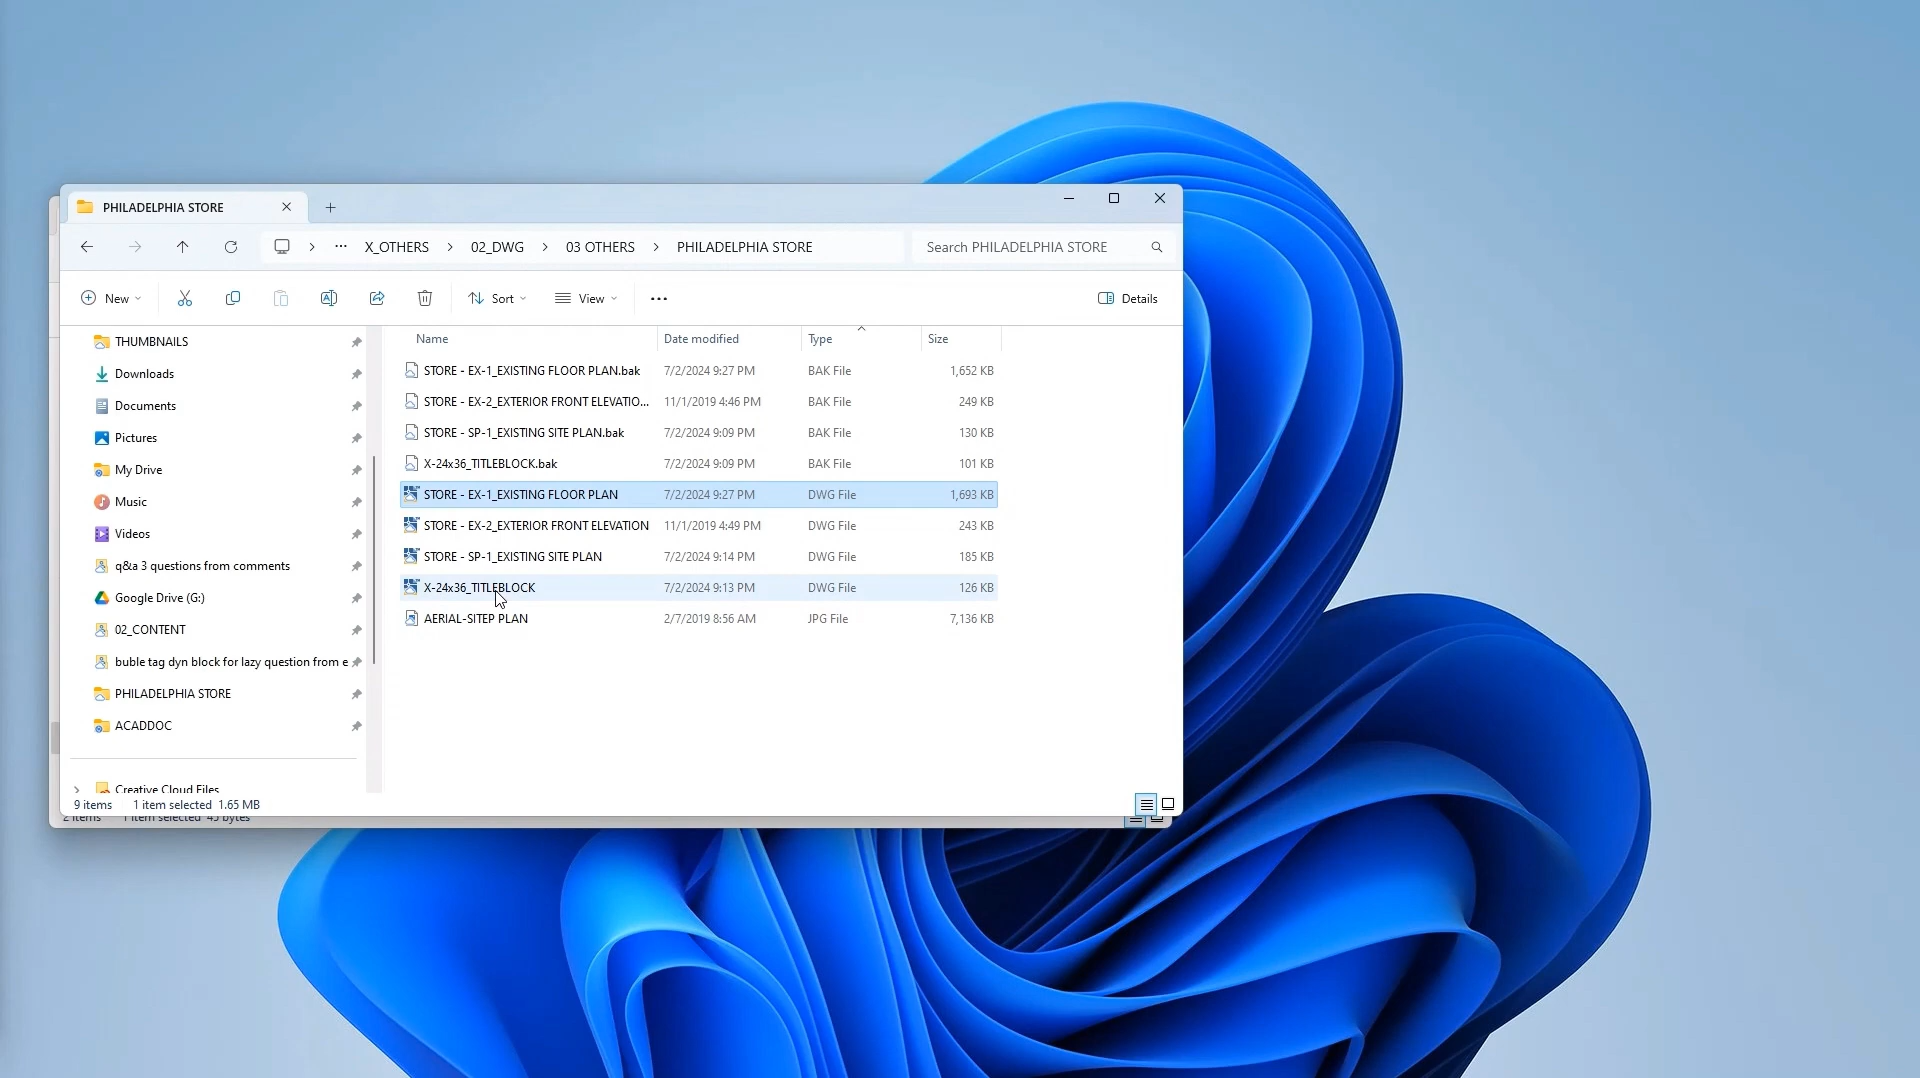 PHILADELPHIA STORE
X_OTHERS 02_DWG 03 OTHERS PHILADELPHIA STORE
Search PHILADELPHIA STORE
New Sort View Details
THUMBNAILS
Downloads
Documents
Pictures
My Drive
Music
Videos
q&a 3 questions from comments
Google Drive (G:)
02_CONTENT
buble tag dyn block for lazy question from e
PHILADELPHIA STORE
ACADDOC
Creative Cloud Files
Name Date modified Type Size
STORE - EX-1_EXISTING FLOOR PLAN.bak 7/2/2024 9:27 PM BAK File 1,652 KB
STORE - EX-2_EXTERIOR FRONT ELEVATIO... 11/1/2019 4:46 PM BAK File 249 KB
STORE - SP-1_EXISTING SITE PLAN.bak 7/2/2024 9:09 PM BAK File 130 KB
X-24x36_TITLEBLOCK.bak 7/2/2024 9:09 PM BAK File 101 KB
STORE - EX-1_EXISTING FLOOR PLAN 7/2/2024 9:27 PM DWG File 1,693 KB
STORE - EX-2_EXTERIOR FRONT ELEVATION 11/1/2019 4:49 PM DWG File 243 KB
STORE - SP-1_EXISTING SITE PLAN 7/2/2024 9:14 PM DWG File 185 KB
X-24x36_TITLEBLOCK 7/2/2024 9:13 PM DWG File 126 KB
AERIAL-SITEP PLAN 2/7/2019 8:56 AM JPG File 7,136 KB
9 items 1 item selected 1.65 MB
2 items 1 item selected 45 bytes